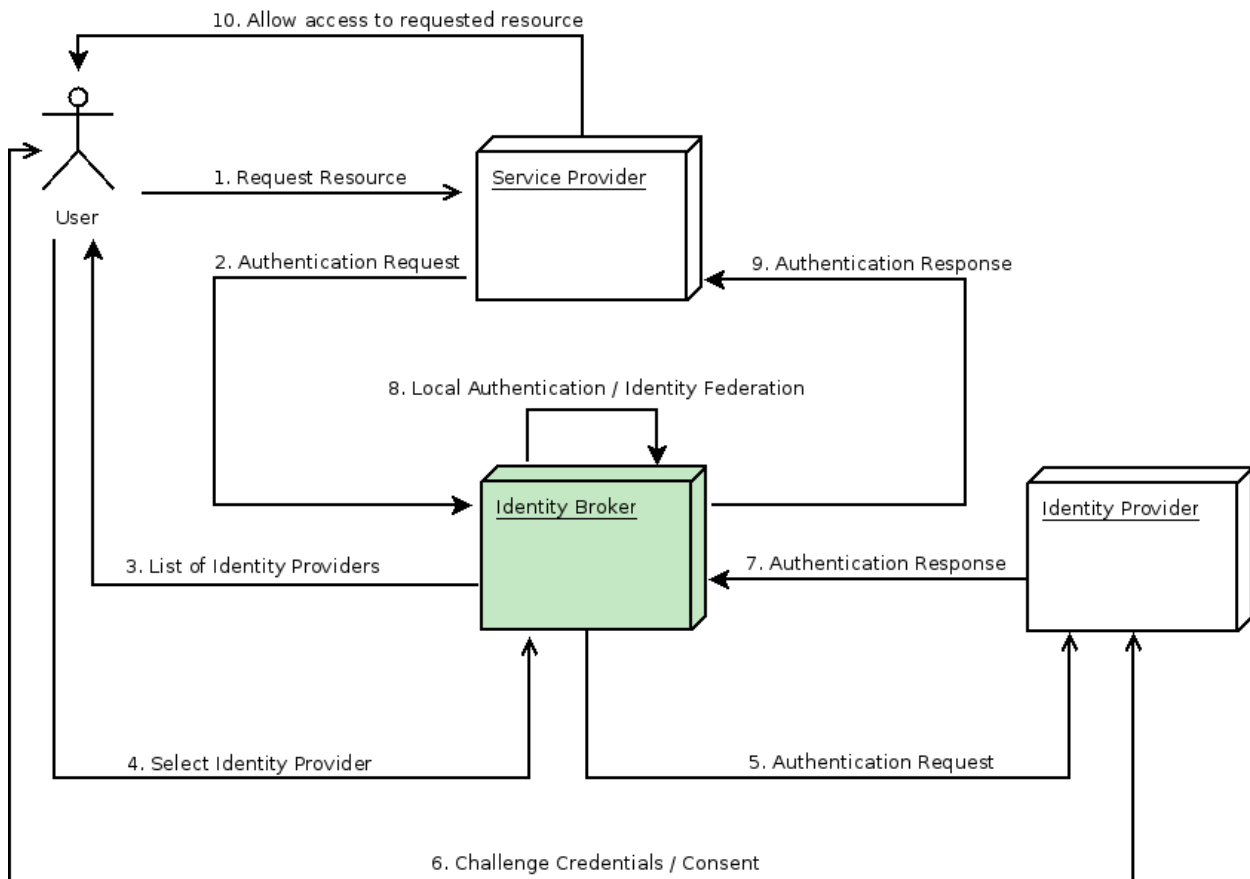 10. Allow access to requested resource
1. Request Resource
Service Provider
User
2. Authentication Request
9. Authentication Response
8. Local Authentication / Identity Federation
Identity Broker
Identity Provider
3. List of Identity Providers
7. Authentication Response
4. Select Identity Provider
5. Authentication Request
6. Challenge Credentials / Consent